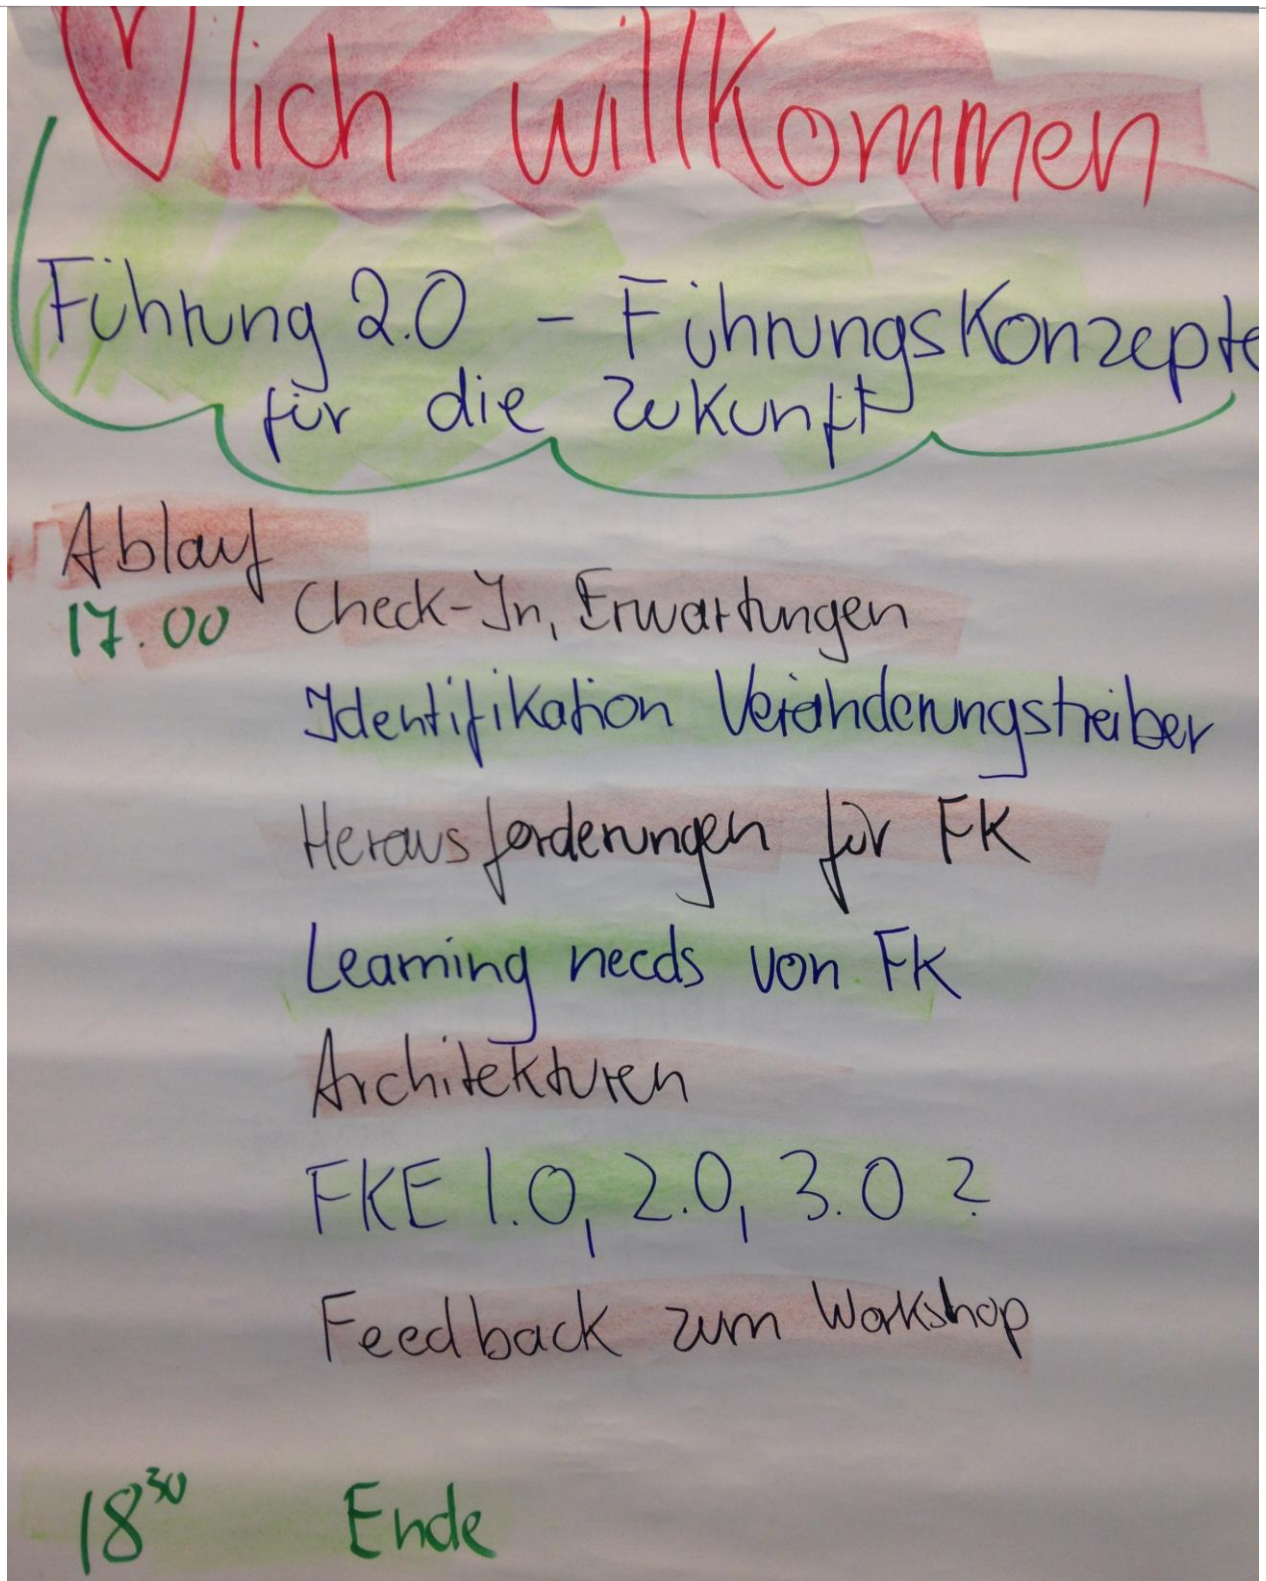 ♥lich willkommen
Führung 2.0 - Führungskonzepte
für die Zukunft
Ablauf
17.00 Check-In, Erwartungen
Identifikation Veränderungstreiber
Herausforderungen für FK
Learning needs von FK
Architekturen
FKE 1.0, 2.0, 3.0 ?
Feedback zum Workshop
18³⁰ Ende